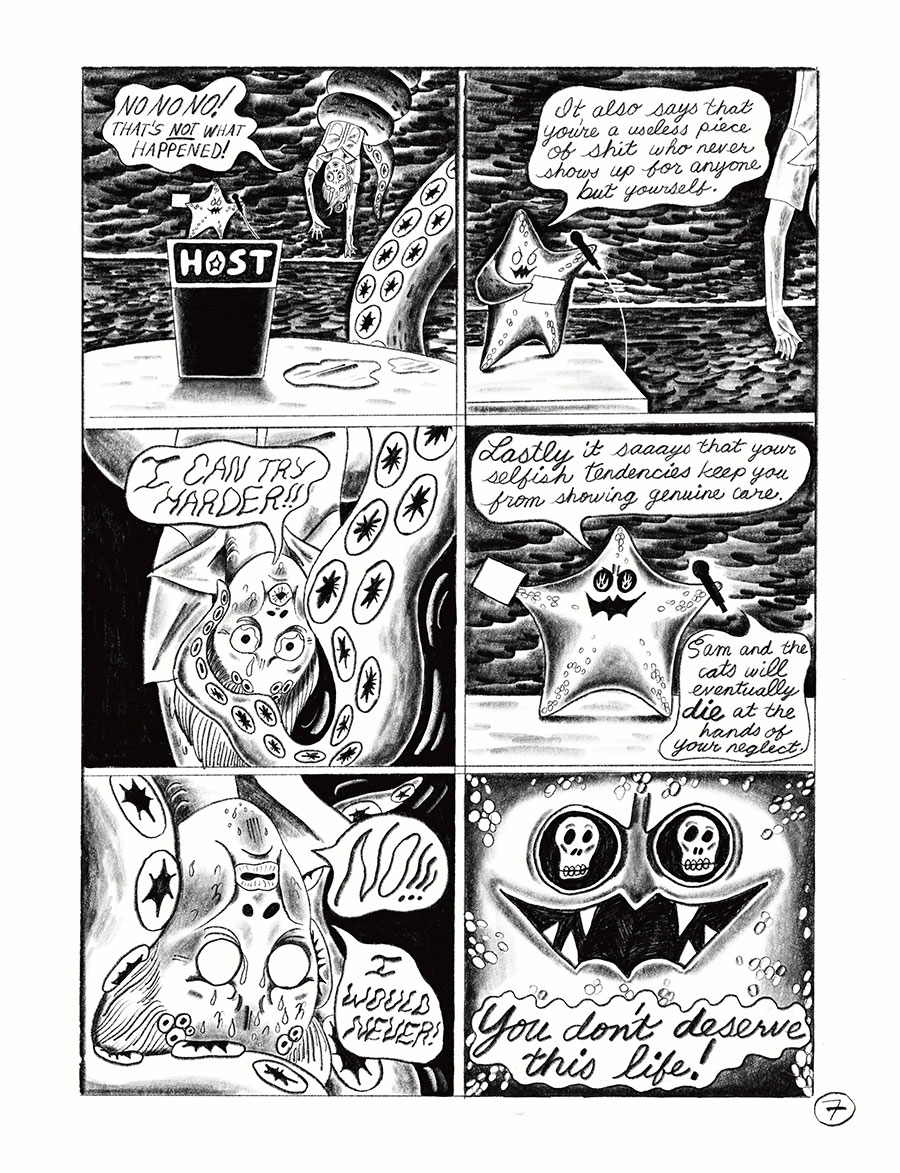 NO NO NO!
THAT'S NOT WHAT
HAPPENED!
HOST
It also says that
you're a useless piece
of shit who never
shows up for anyone
but yourself.
I CAN TRY
HARDER!!!
Lastly it saaays that your
selfish tendencies keep you
from showing genuine care.
Sam and the
cats will
eventually
die at the
hands of
your neglect.
NO!!!
I
WOULD
NEVER!
You don't deserve
this life!
7